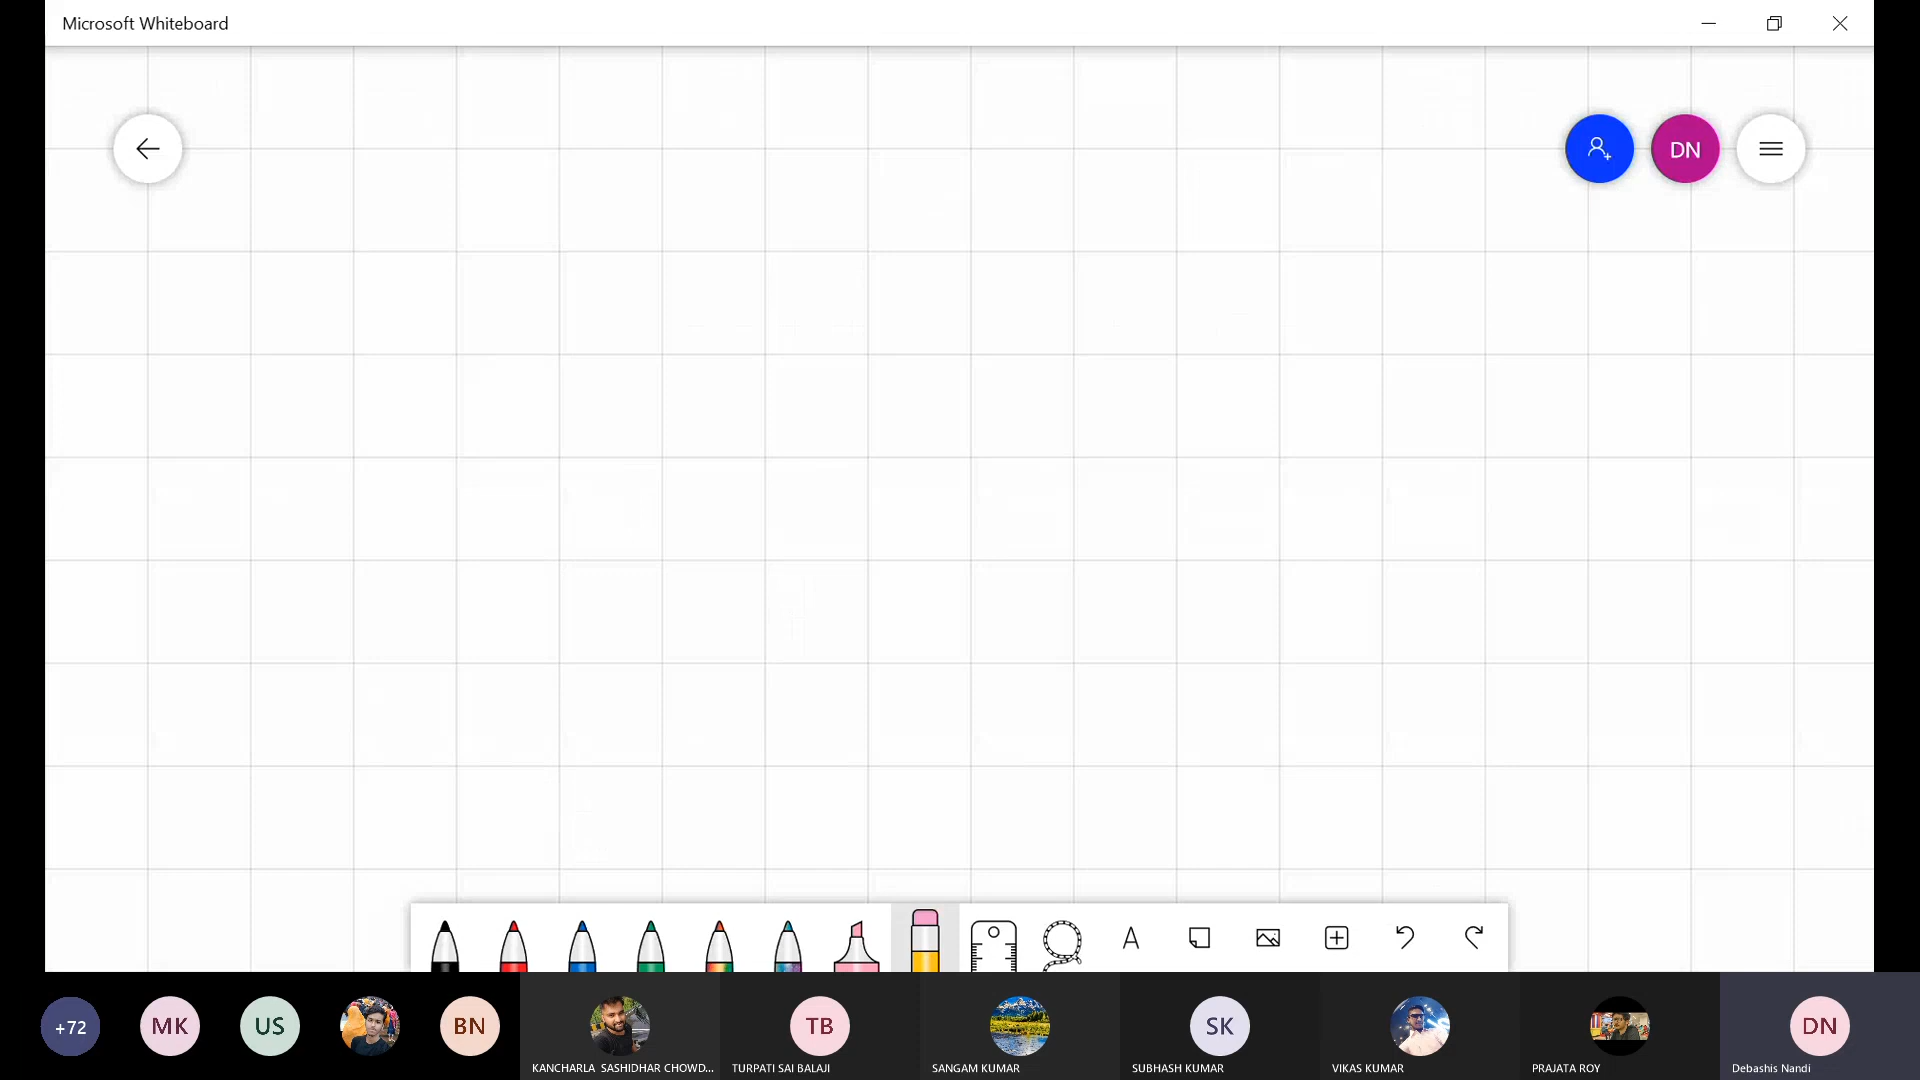 Microsoft Whiteboard
DN
A
+72
MK
US
BN
TB
SK
DN
KANCHARLA SASHIDHAR CHOWD...
TURPATI SAI BALAJI
SANGAM KUMAR
SUBHASH KUMAR
VIKAS KUMAR
PRAJATA ROY
Debashis Nandi